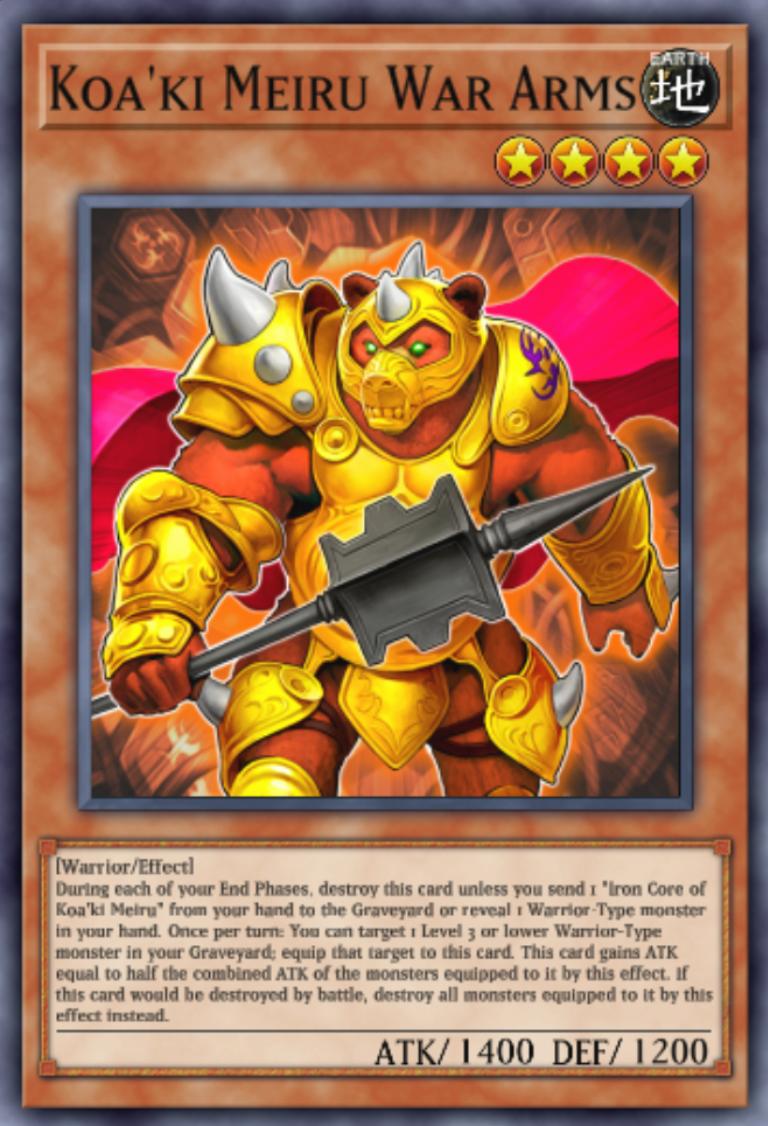 Koa'ki Meiru War Arms
EARTH
地
[Warrior/Effect]
During each of your End Phases, destroy this card unless you send 1 "Iron Core of
Koa'ki Meiru" from your hand to the Graveyard or reveal 1 Warrior-Type monster
in your hand. Once per turn: You can target 1 Level 3 or lower Warrior-Type
monster in your Graveyard; equip that target to this card. This card gains ATK
equal to half the combined ATK of the monsters equipped to it by this effect. If
this card would be destroyed by battle, destroy all monsters equipped to it by this
effect instead.
ATK/ 1400 DEF/ 1200